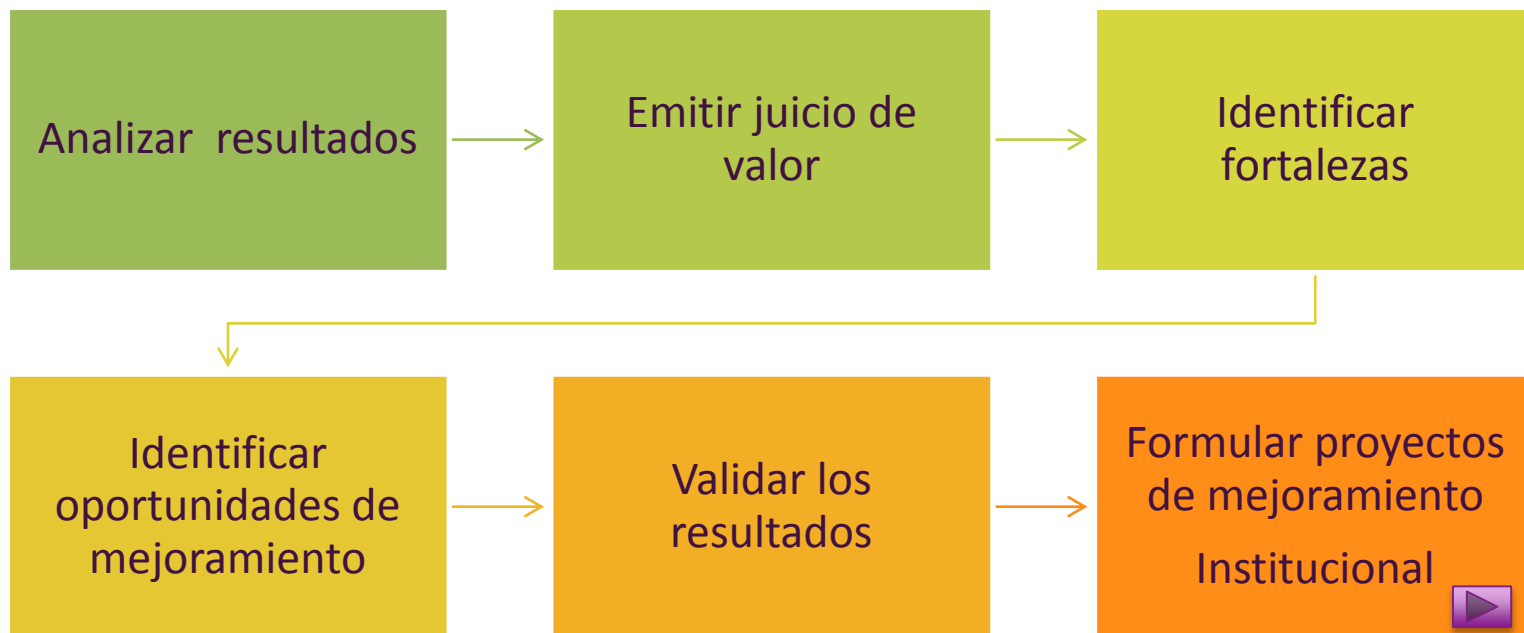 Analizar resultados
Emitir juicio de
valor
Identificar
fortalezas
Identificar
oportunidades de
mejoramiento
Validar los
resultados
Formular proyectos
de mejoramiento
Institucional